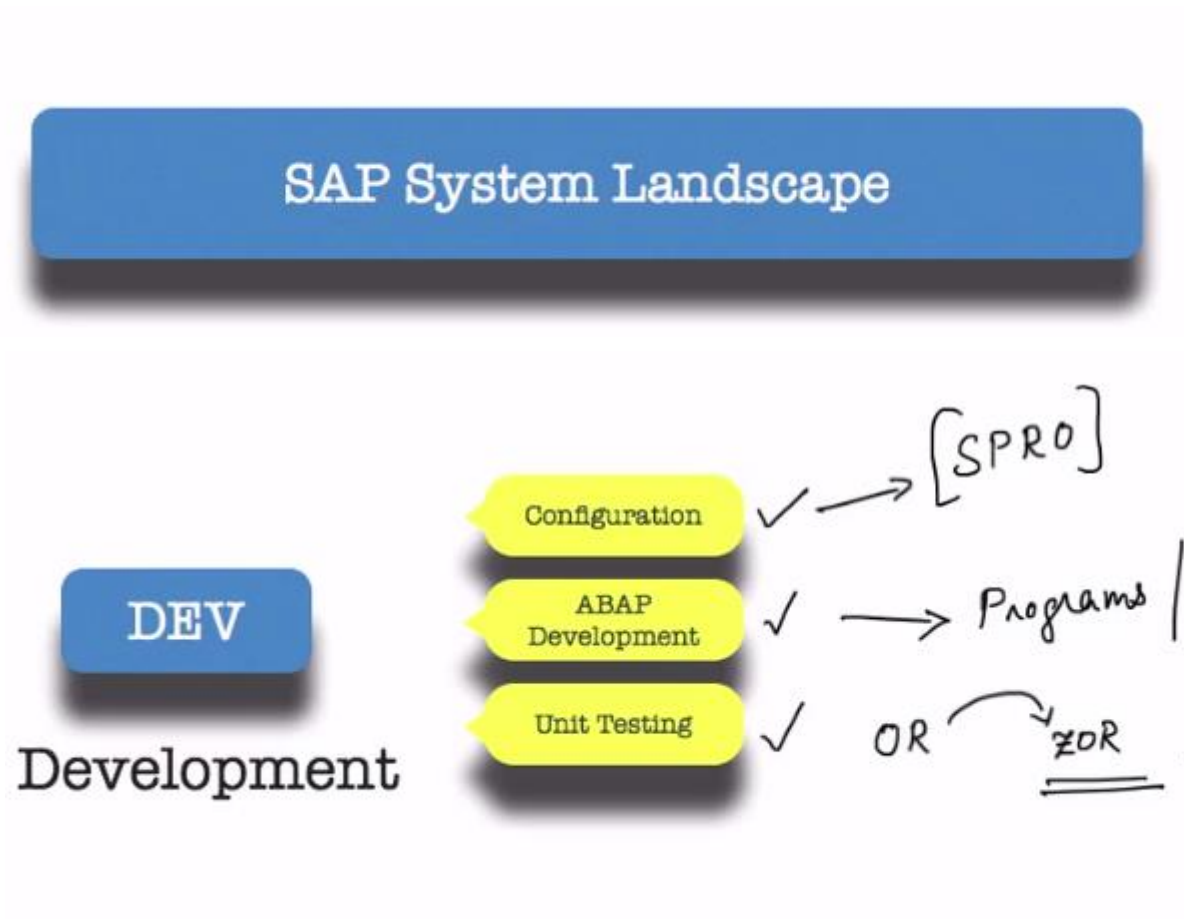 SAP System Landscape
[SPRO]
Configuration
DEV
ABAP
Development
Programs
Unit Testing
OR
ZOR
Development